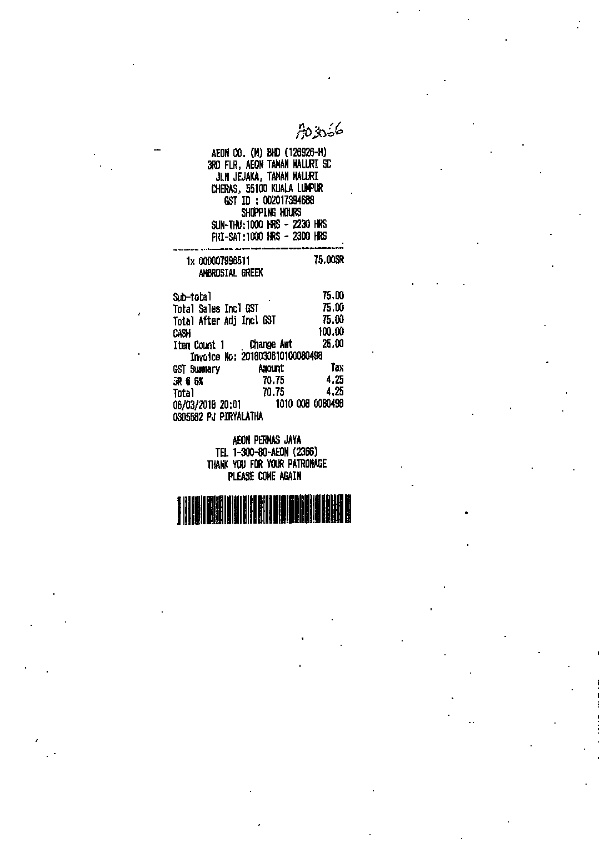 AEON CO. (M) BHD (126926-H)
3RD FLR, AEON TAMAN MALURI SC
JLN JEJAKA, TAMAN MALURI
CHERAS, 55100 KUALA LUMPUR
GST ID : 002017394688
SHOPPING HOURS
SUN-THU:1000 HRS - 2230 HRS
FRI-SAT:1000 HRS - 2300 HRS
1x 000007996511 75.00SR
AMBROSIAL GREEK
Sub-total 75.00
Total Sales Incl GST 75.00
Total After Adj Incl GST 75.00
CASH 100.00
Item Count 1 Change Amt 25.00
Invoice No: 2018030610100080498
GST Summary Amount Tax
SR @ 6% 70.75 4.25
Total 70.75 4.25
06/03/2018 20:01 1010 008 0080498
0305682 PJ PIRYALATHA
AEON PERMAS JAYA
TEL 1-300-80-AEON (2366)
THANK YOU FOR YOUR PATRONAGE
PLEASE COME AGAIN